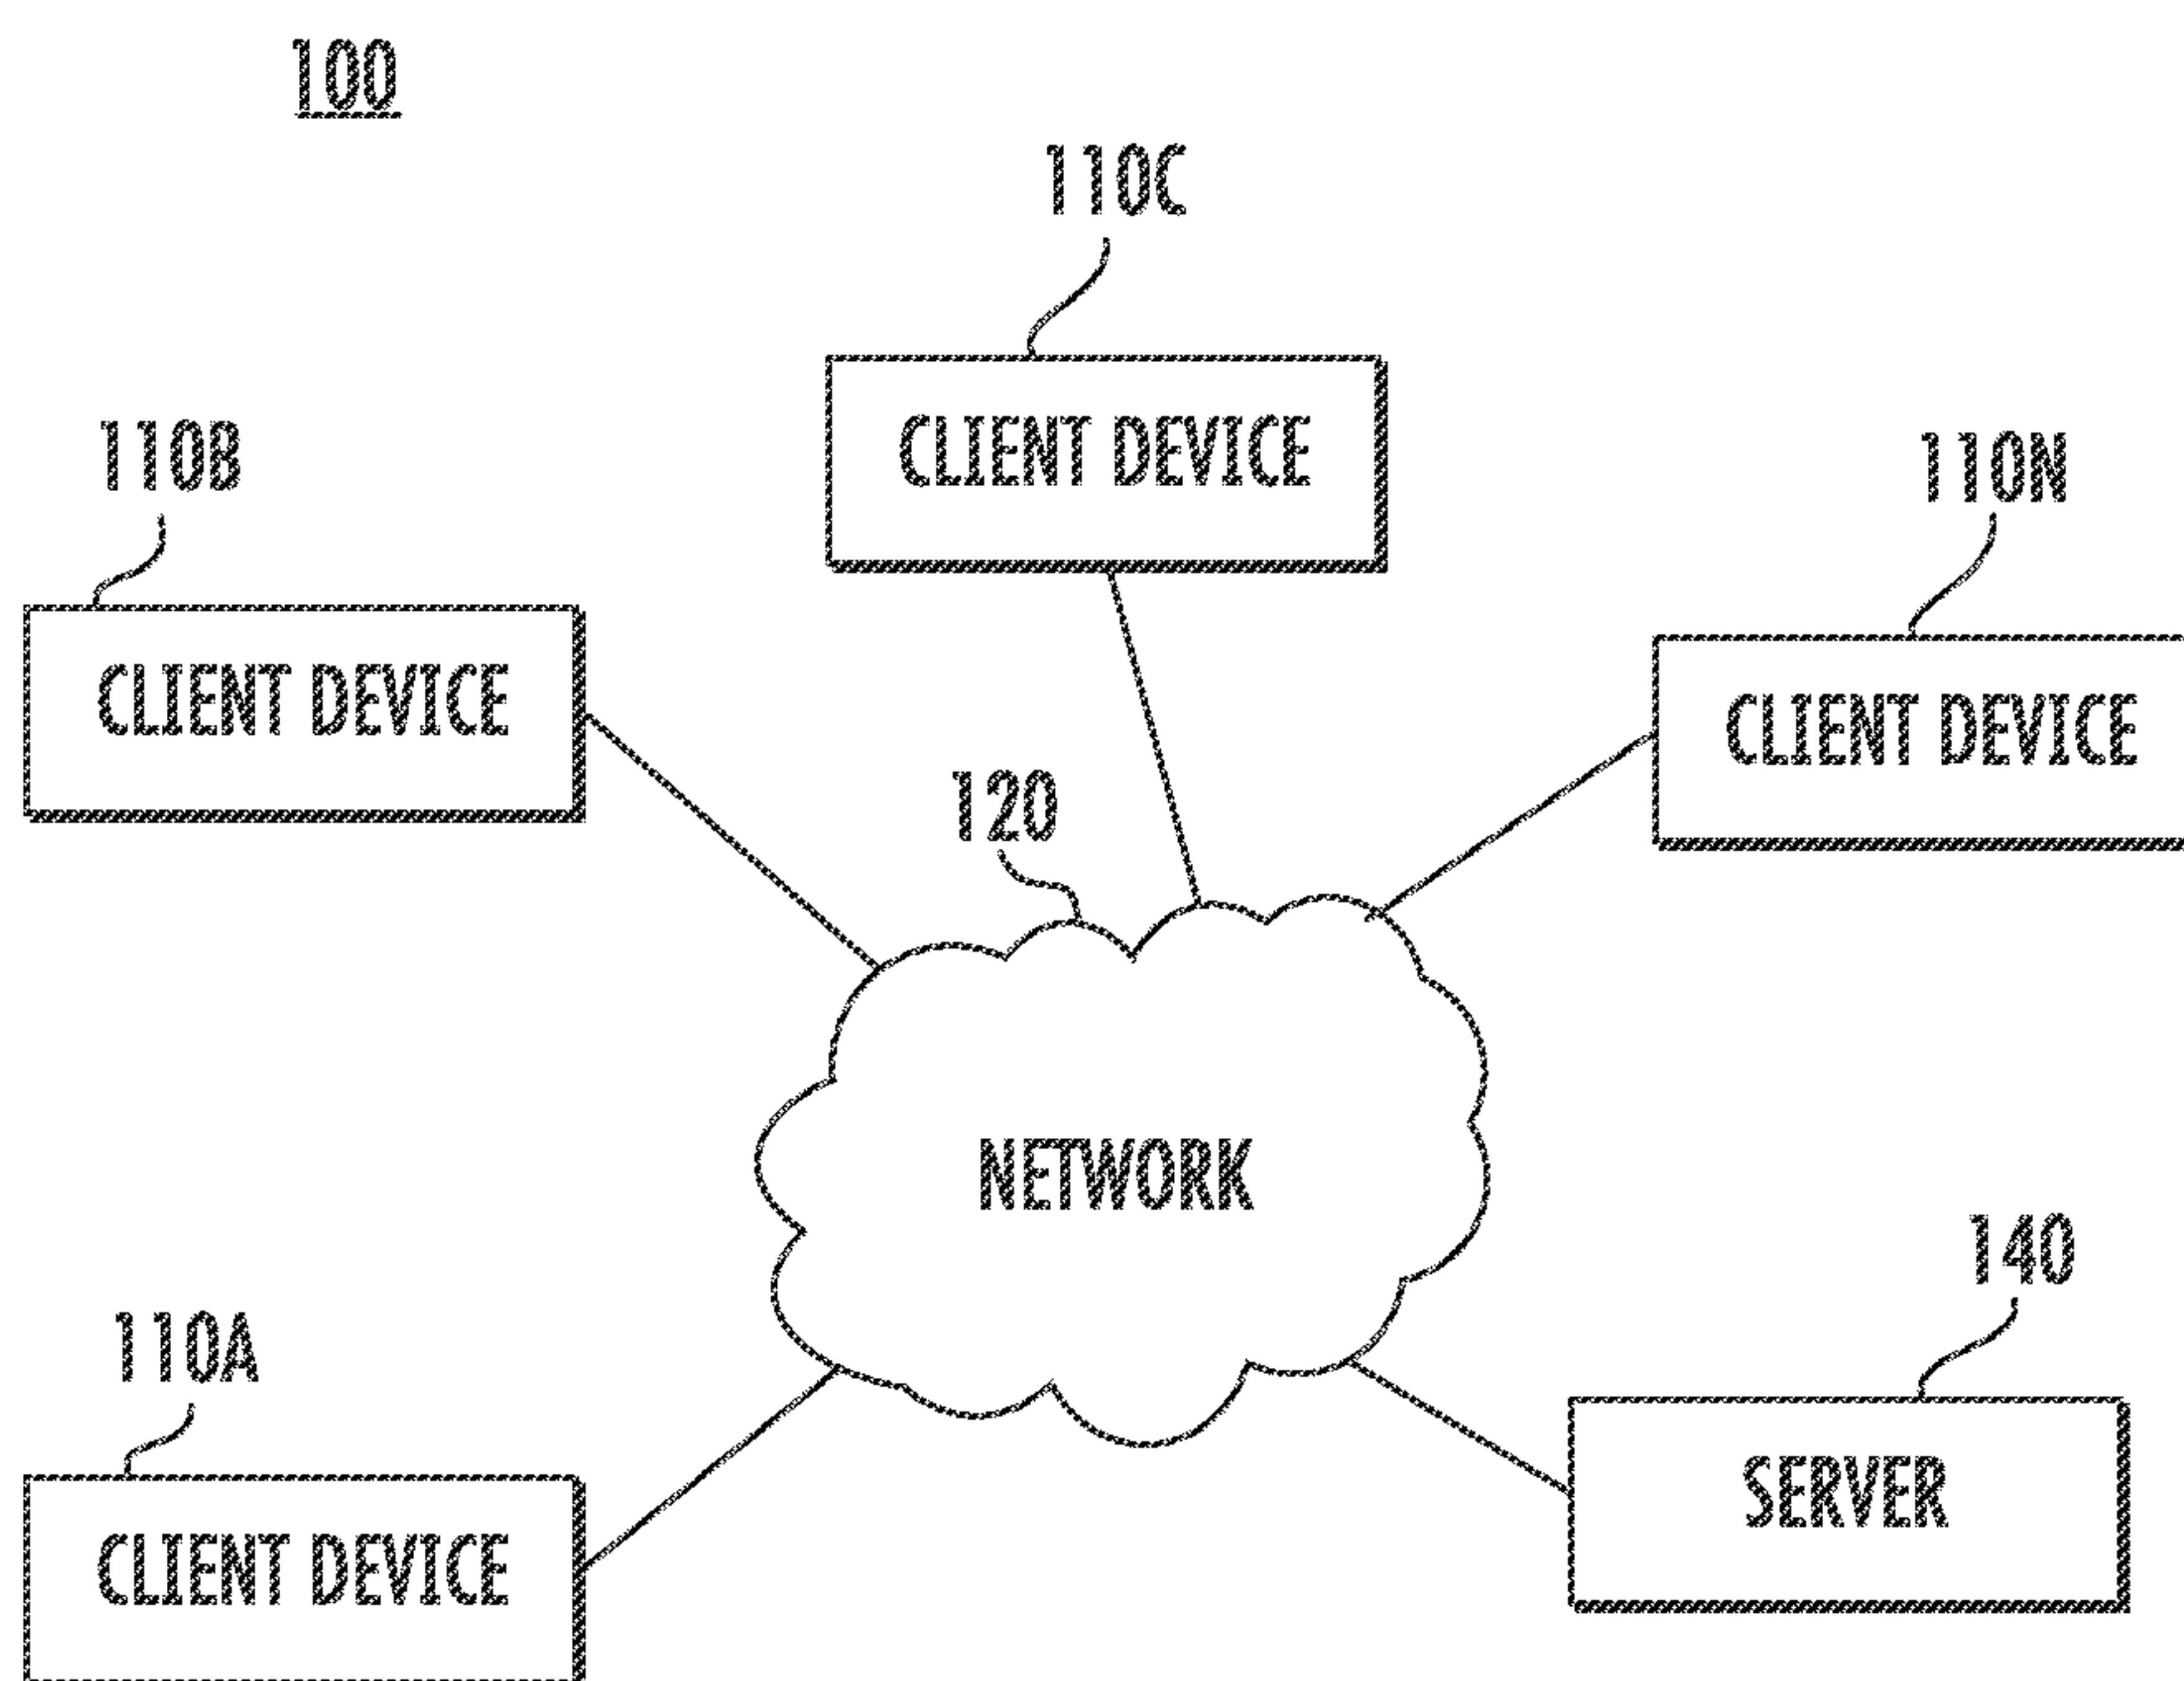 100
110C
CLIENT DEVICE
110B
CLIENT DEVICE
110N
CLIENT DEVICE
120
NETWORK
140
SERVER
110A
CLIENT DEVICE